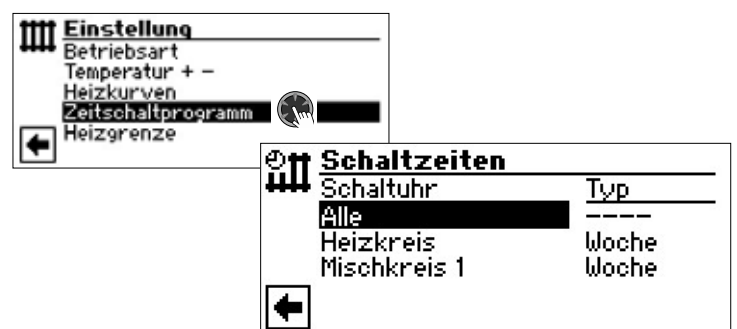 Einstellung
Betriebsart
Temperatur + -
Heizkurven
Zeitschaltprogramm
Heizgrenze
Schaltzeiten
Schaltuhr Typ
Alle ----
Heizkreis Woche
Mischkreis 1 Woche